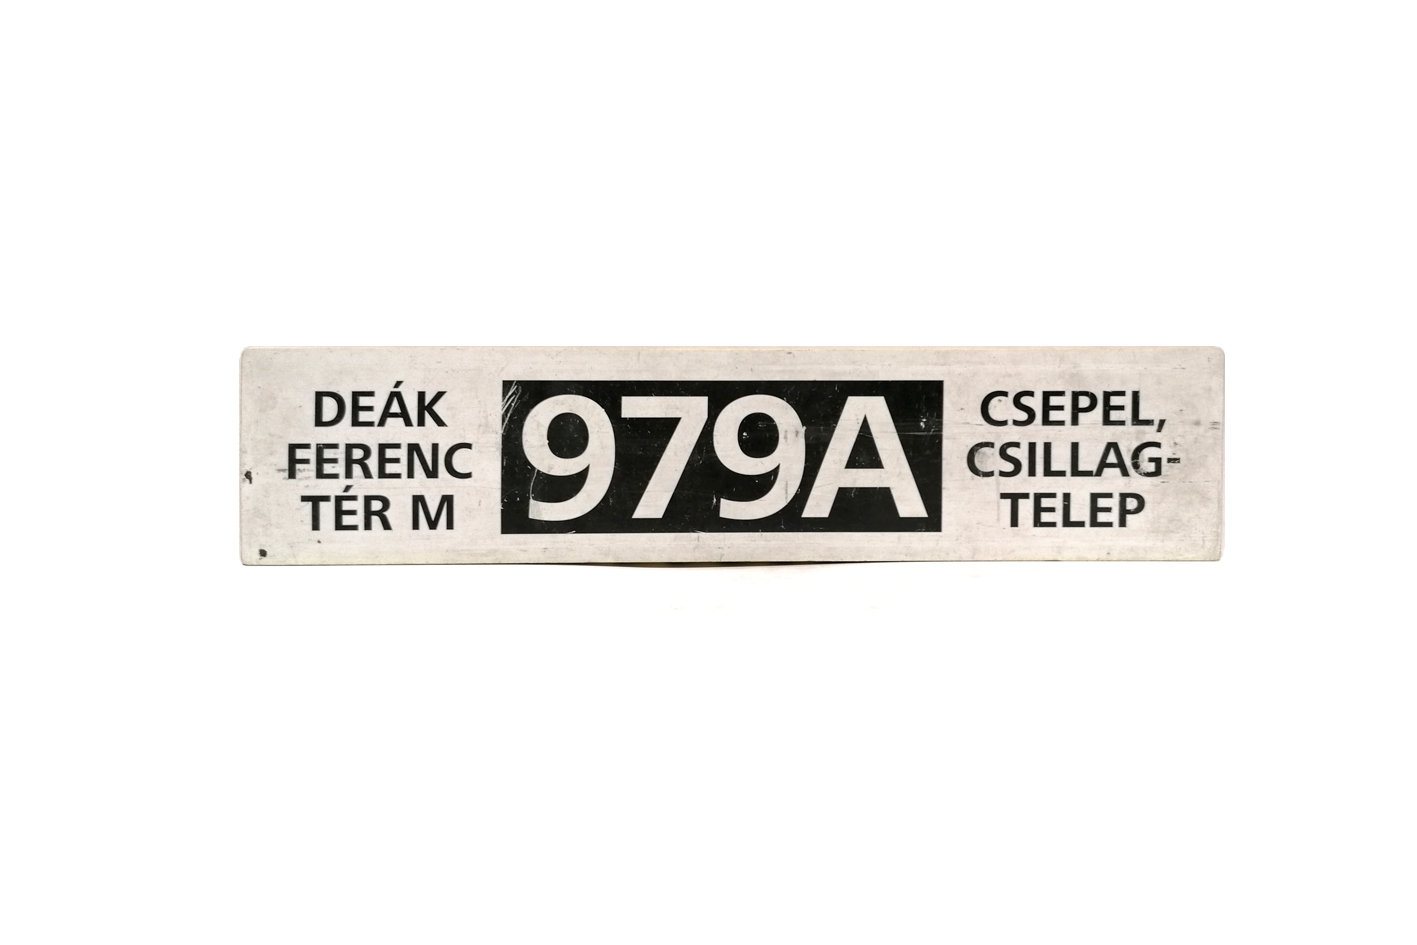 DEÁK
FERENC
TÉR M
979A
CSEPEL,
CSILLAG-
TELEP